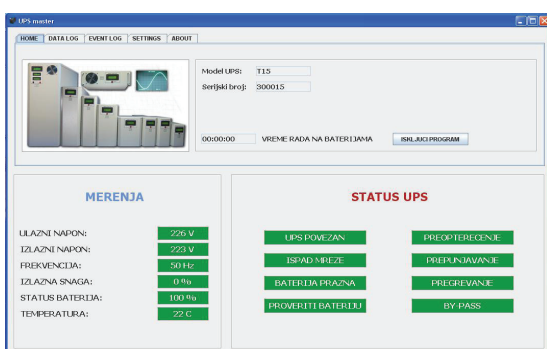 UPS master
HOME DATA LOG EVENT LOG SETTINGS ABOUT
Model UPS: T15
Serijski broj: 300015
00:00:00 VREME RADA NA BATERIJAMA ISKLJUCI PROGRAM
MERENJA
ULAZNI NAPON: 226 V
IZLAZNI NAPON: 223 V
FREKVENCIJA: 50 Hz
IZLAZNA SNAGA: 0 %
STATUS BATERIJA: 100 %
TEMPERATURA: 22 C
STATUS UPS
UPS POVEZAN PREOPTERECENJE
ISPAD MREZE PREPUNJAVANJE
BATERIJA PRAZNA PREGREVANJE
PROVERITI BATERIJU BY-PASS